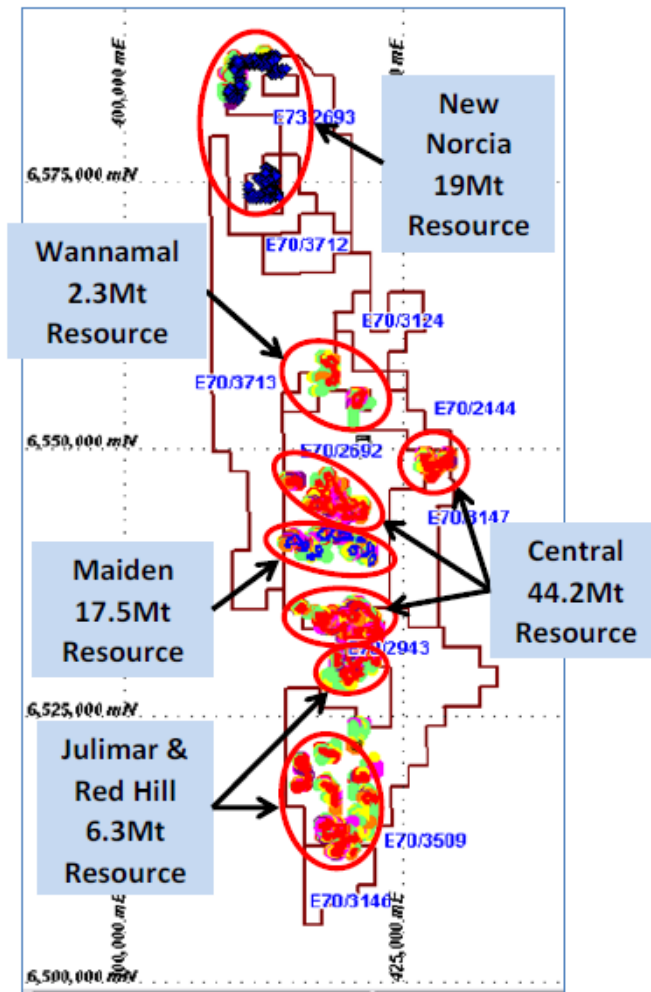 400,000 mE
425,000 mE
E73/2693
New
Norcia
19Mt
Resource
6,575,000 mN
E70/3712
Wannamal
2.3Mt
Resource
E70/3124
E70/3713
E70/2444
6,550,000 mN
E70/2692
E70/3147
Maiden
17.5Mt
Resource
Central
44.2Mt
Resource
6,525,000 mN
Julimar &
Red Hill
6.3Mt
Resource
E70/3509
E70/3146
400,000 mE
425,000 mE
6,500,000 mN